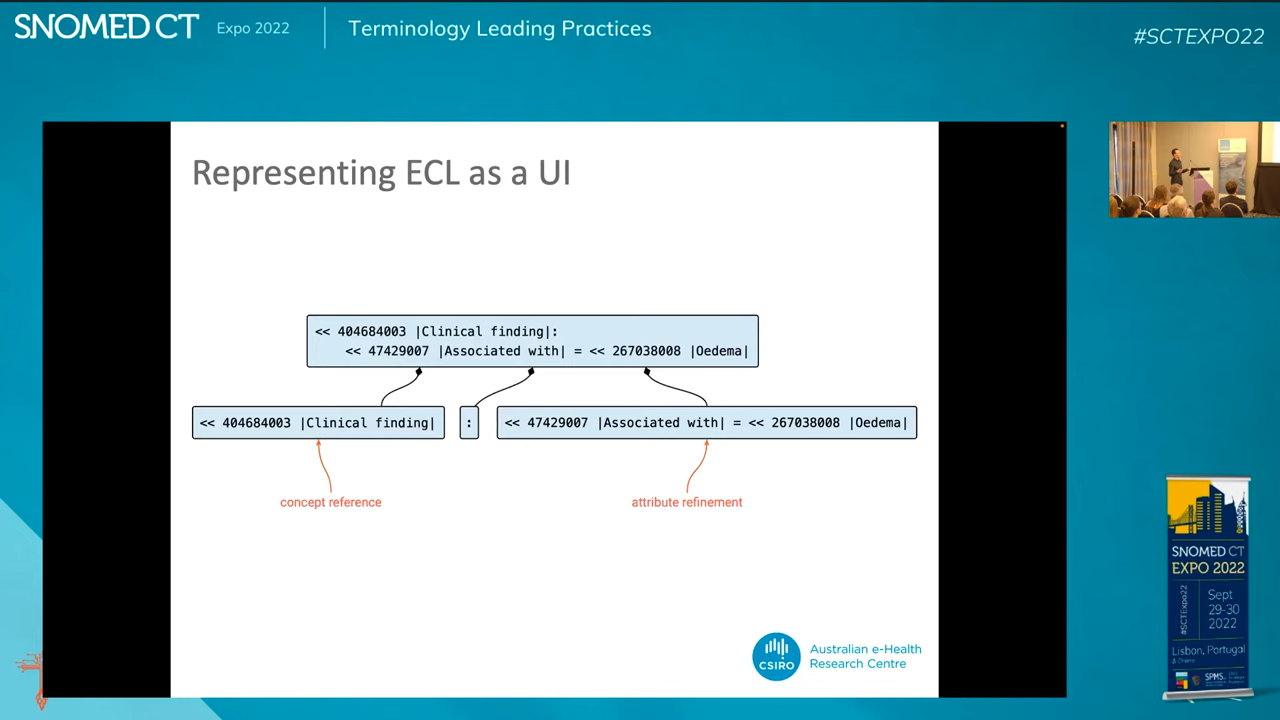 SNOMED CT Expo 2022 Terminology Leading Practices
#SCTEXPO22
Representing ECL as a UI
<< 404684003 |Clinical finding|:
<< 47429007 |Associated with| = << 267038008 |Oedema|
<< 404684003 |Clinical finding| : << 47429007 |Associated with| = << 267038008 |Oedema|
concept reference attribute refinement
CSIRO
Australian e-Health
Research Centre
SNOMED CT
EXPO 2022
#SCTExpo22
Sept
29-30
2022
Lisbon, Portugal
& Online
SPMS